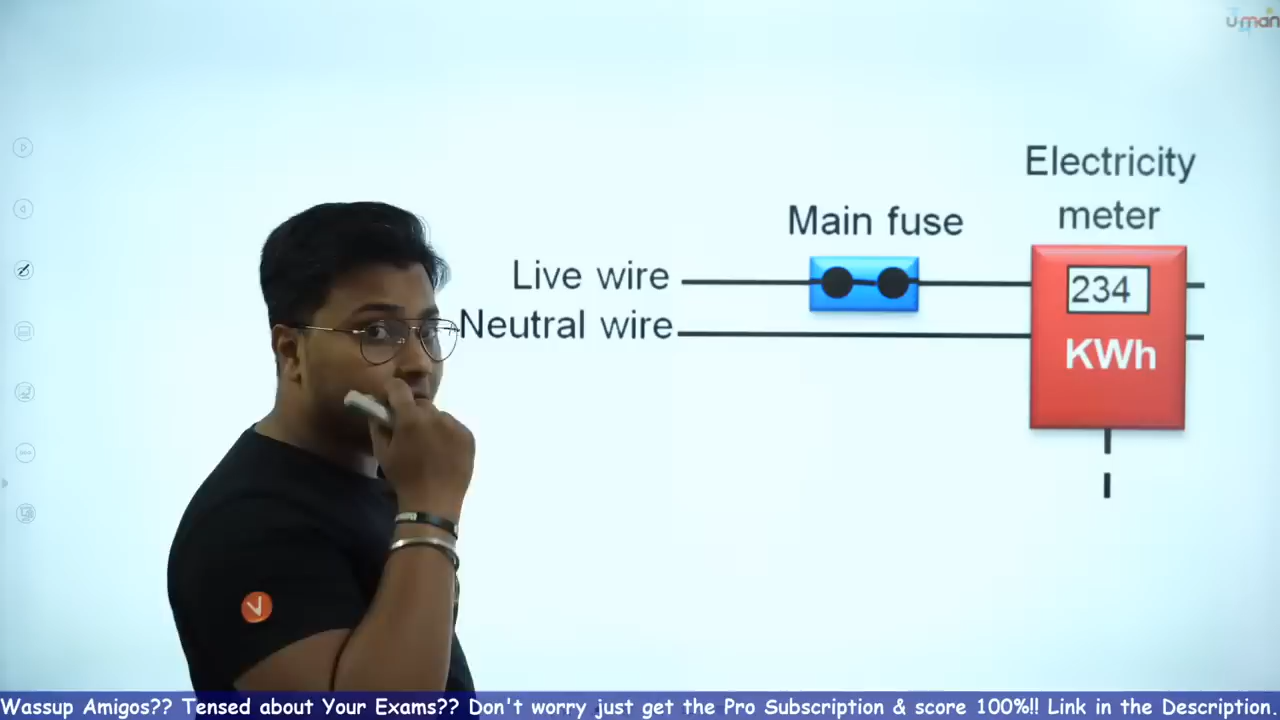 uman
Electricity
meter
Main fuse
Live wire
Neutral wire
234
KWh
Wassup Amigos?? Tensed about Your Exams?? Don't worry just get the Pro Subscription & score 100%!! Link in the Description.